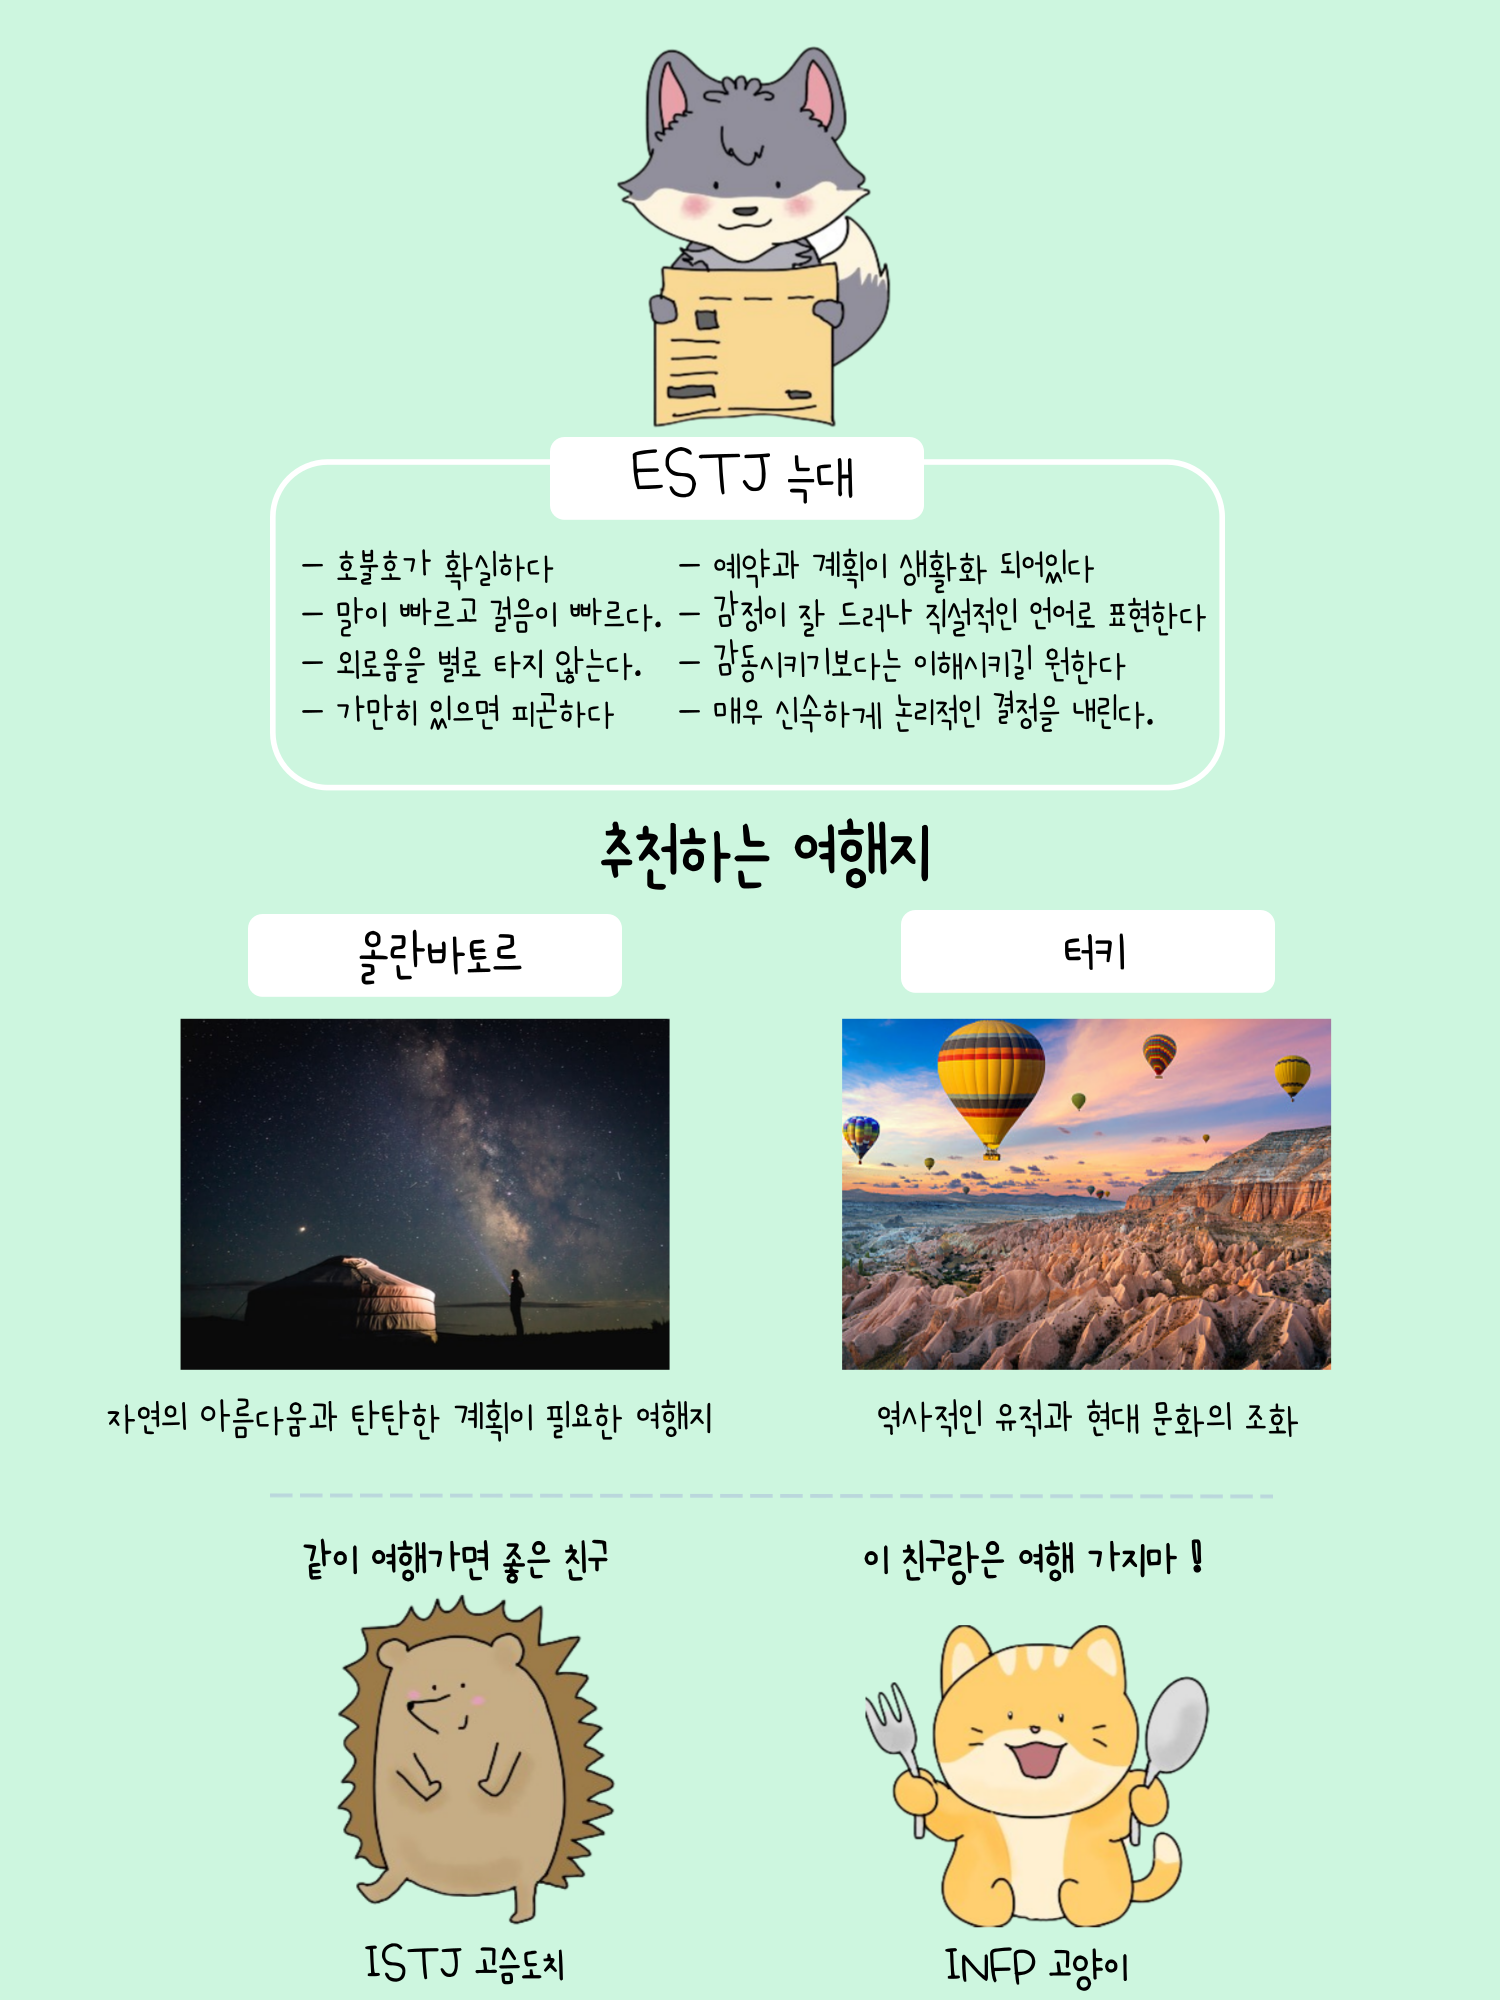 ESTJ 늑대
– 호불호가 확실하다
– 말이 빠르고 걸음이 빠르다.
– 외로움을 별로 타지 않는다.
– 가만히 있으면 피곤하다
– 예약과 계획이 생활화 되어있다
– 감정이 잘 드러나 직설적인 언어로 표현한다
– 감동시키기보다는 이해시키길 원한다
– 매우 신속하게 논리적인 결정을 내린다.
추천하는 여행지
올란바토르
터키
자연의 아름다움과 탄탄한 계획이 필요한 여행지
역사적인 유적과 현대 문화의 조화
같이 여행가면 좋은 친구
이 친구랑은 여행 가지마 !
ISTJ 고슴도치
INFP 고양이